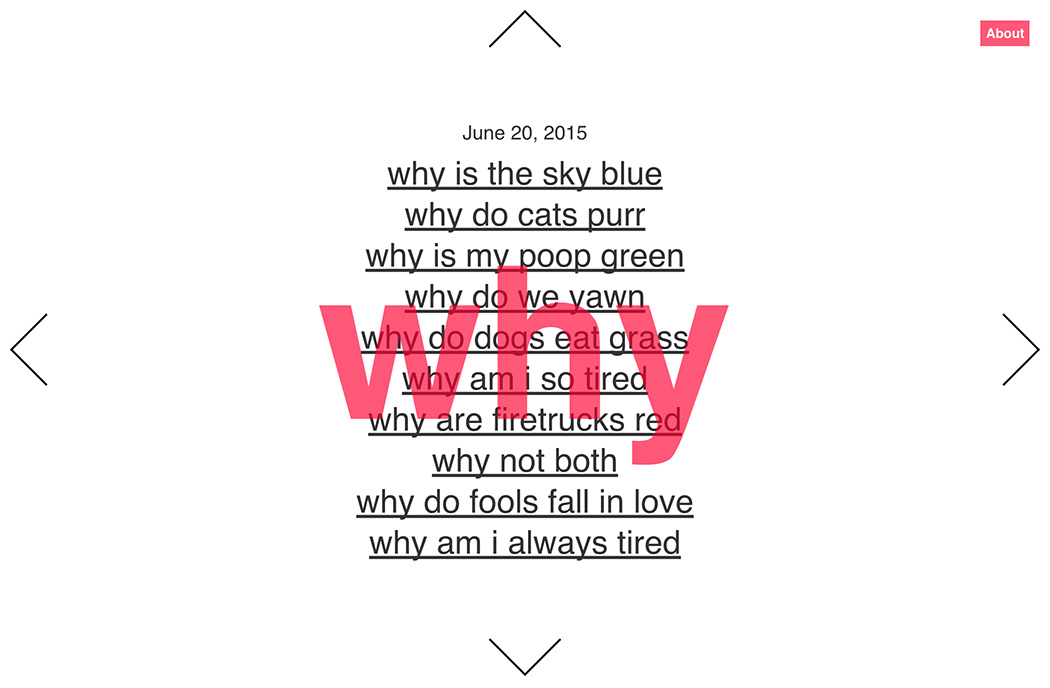 About
June 20, 2015
why is the sky blue
why do cats purr
why is my poop green
why do we yawn
why do dogs eat grass
why am i so tired
why are firetrucks red
why not both
why do fools fall in love
why am i always tired
why